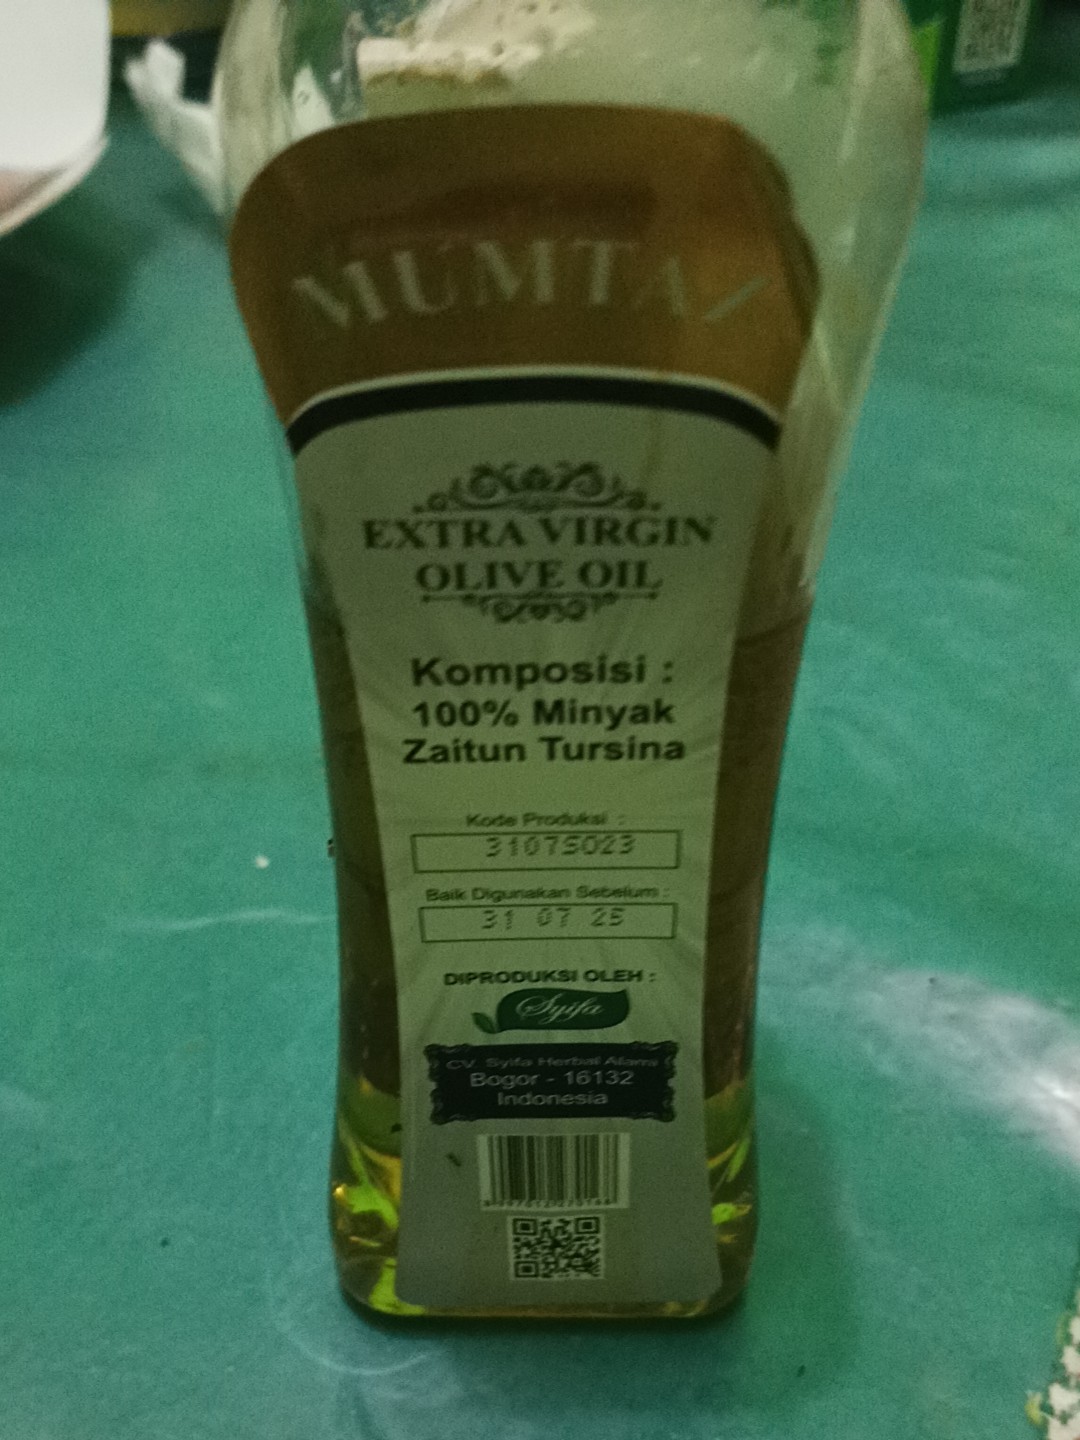 MUMTAZ
EXTRA VIRGIN
OLIVE OIL
Komposisi :
100% Minyak
Zaitun Tursina
Kode Produksi :
31075023
Baik Digunakan Sebelum :
31 07 25
DIPRODUKSI OLEH :
Syifa
CV. Syifa Herbal Alami
Bogor - 16132
Indonesia